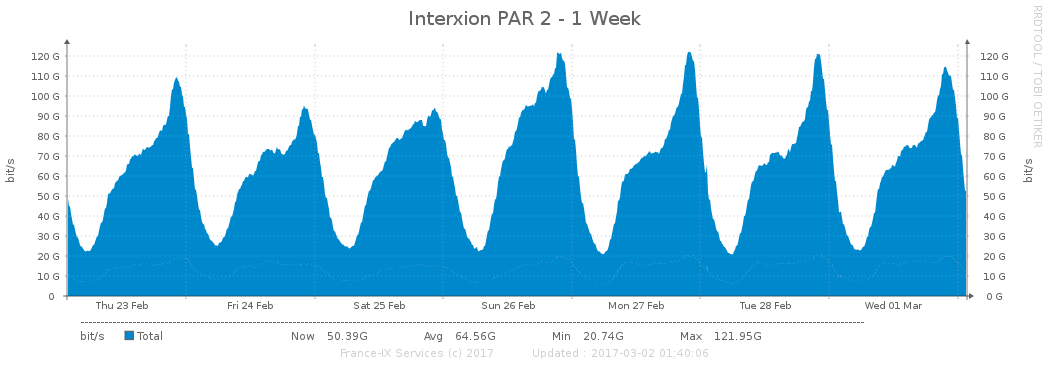 Interxion PAR 2 - 1 Week
RRDTOOL / TOBI OETIKER
bit/s
120 G 120 G
110 G 110 G
100 G 100 G
90 G 90 G
80 G 80 G
70 G 70 G
60 G 60 G
50 G 50 G
40 G 40 G
30 G 30 G
20 G 20 G
10 G 10 G
0 0 G
bit/s
Thu 23 Feb Fri 24 Feb Sat 25 Feb Sun 26 Feb Mon 27 Feb Tue 28 Feb Wed 01 Mar
bit/s Total Now 50.39G Avg 64.56G Min 20.74G Max 121.95G
France-IX Services (c) 2017 Updated : 2017-03-02 01:40:06